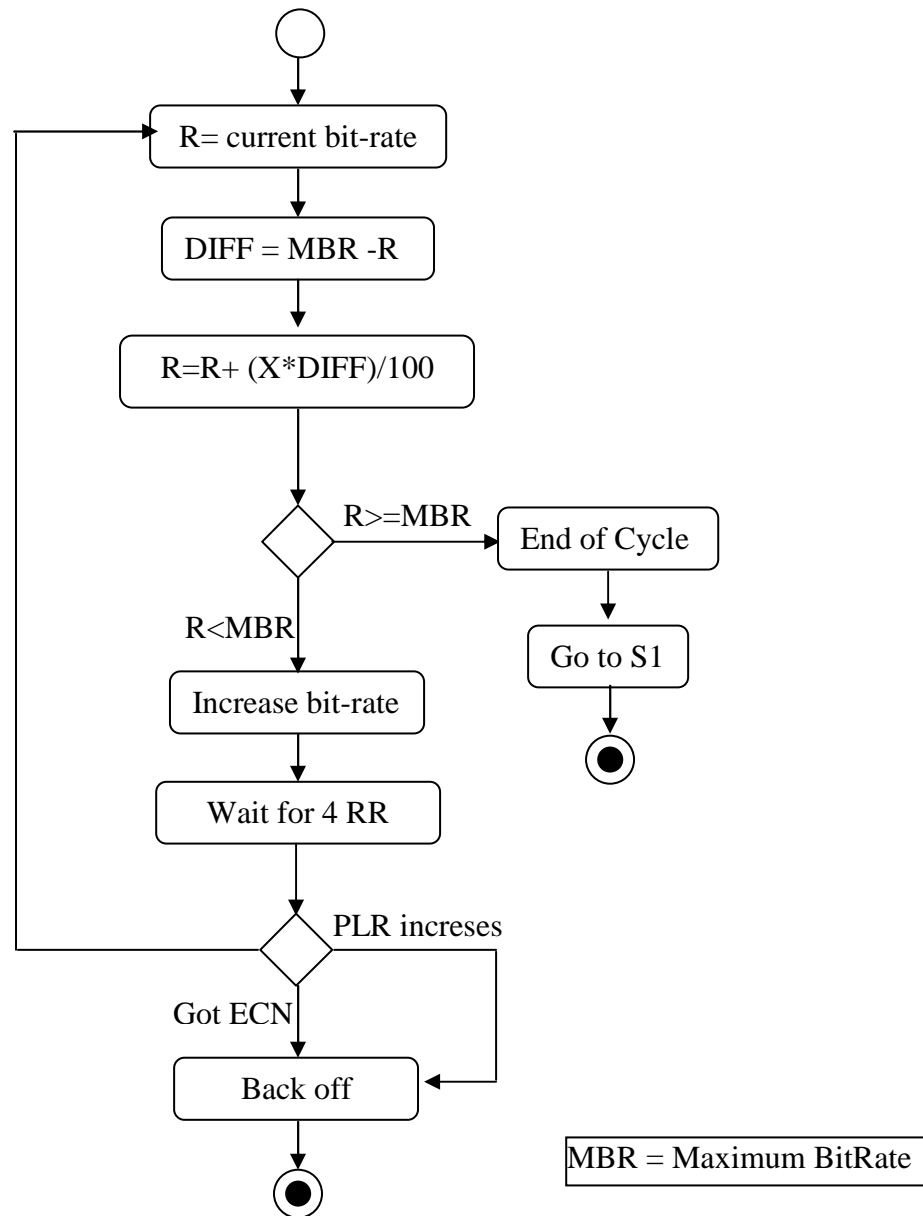 R= current bit-rate
DIFF = MBR -R
R=R+ (X*DIFF)/100
R>=MBR
End of Cycle
R<MBR
Go to S1
Increase bit-rate
Wait for 4 RR
PLR increses
Got ECN
Back off
MBR = Maximum BitRate